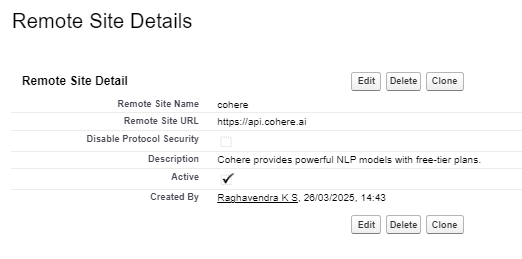 Remote Site Details
Remote Site Detail Edit Delete Clone
Remote Site Name cohere
Remote Site URL https://api.cohere.ai
Disable Protocol Security
Description Cohere provides powerful NLP models with free-tier plans.
Active
Created By Raghavendra K S, 26/03/2025, 14:43
Edit Delete Clone